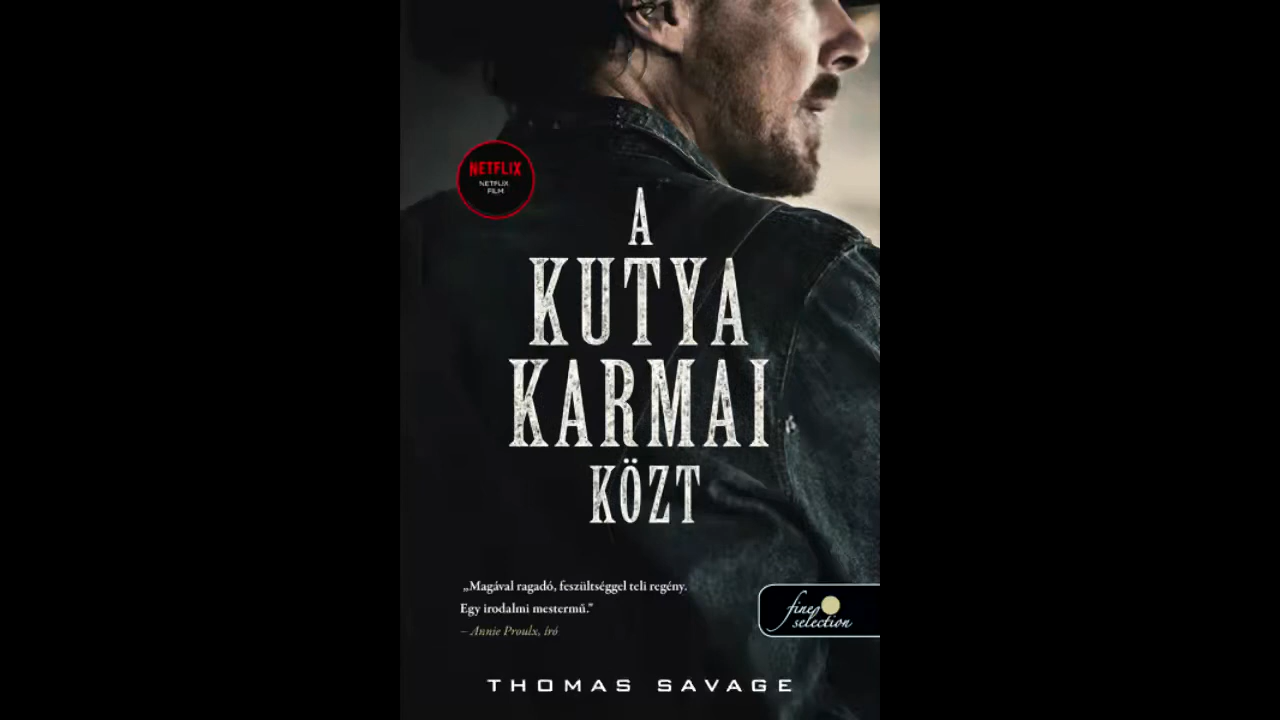 NETFLIX
NETFLIX
FILM
A
KUTYA
KARMAI
KÖZT
„Magával ragadó, feszültséggel teli regény.
Egy irodalmi mestermű."
– Annie Proulx, író
fine
selection
THOMAS SAVAGE